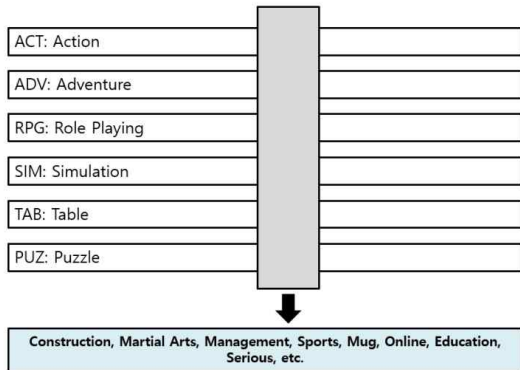 ACT: Action
ADV: Adventure
RPG: Role Playing
SIM: Simulation
TAB: Table
PUZ: Puzzle
Construction, Martial Arts, Management, Sports, Mug, Online, Education,
Serious, etc.